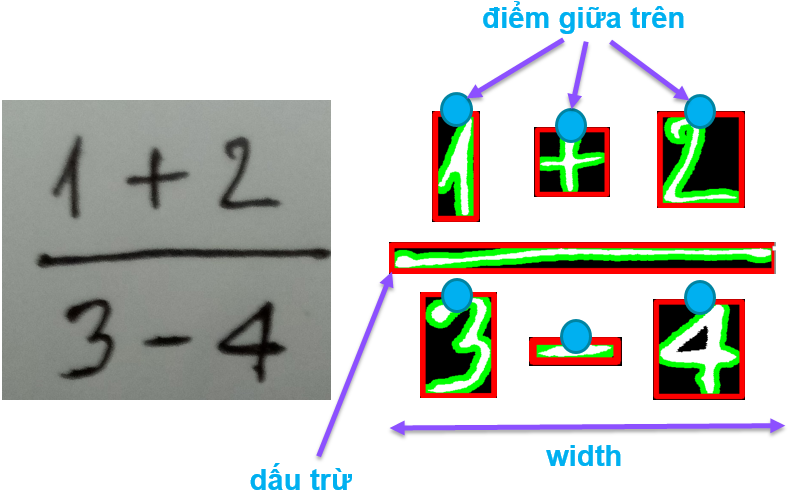 điểm giữa trên
1 + 2
3 - 4
1 + 2
3 - 4
width
dấu trừ